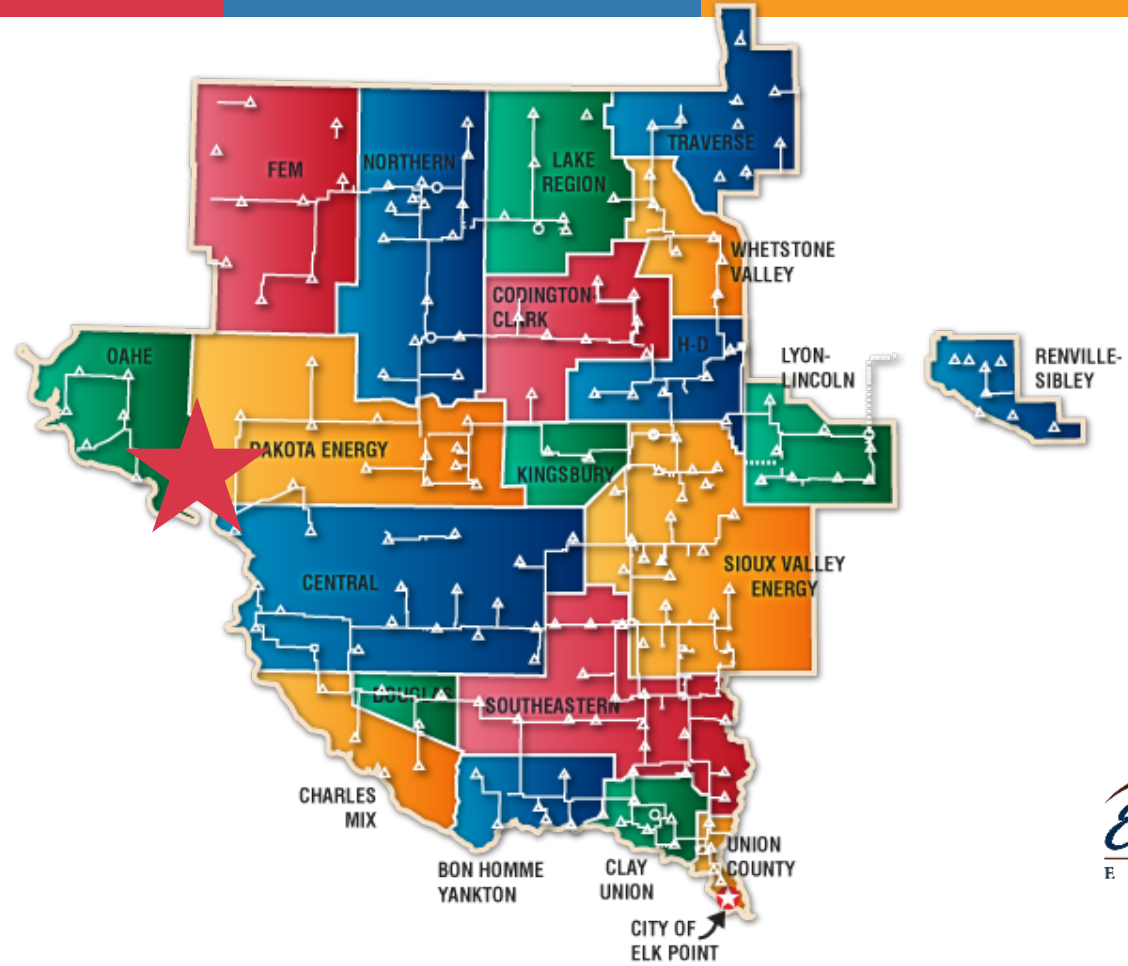 FEM
NORTHERN
LAKE
REGION
TRAVERSE
WHETSTONE
VALLEY
CODINGTON-
CLARK
H-D
OAHE
LYON-
LINCOLN
RENVILLE-
SIBLEY
DAKOTA ENERGY
KINGSBURY
CENTRAL
SIOUX VALLEY
ENERGY
DOUGLAS
SOUTHEASTERN
CHARLES
MIX
BON HOMME
YANKTON
CLAY
UNION
UNION
COUNTY
CITY OF
ELK POINT
E
E